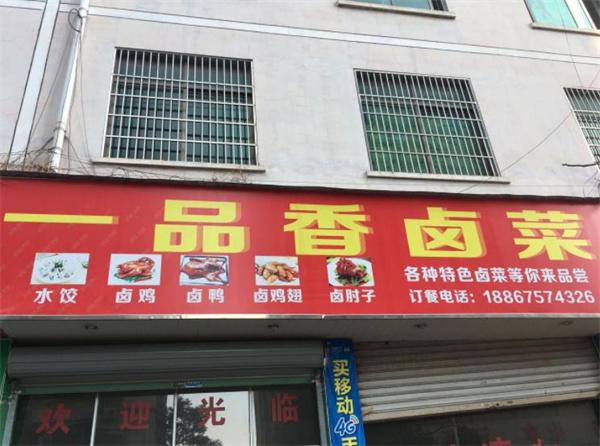 一品香卤菜
水饺 卤鸡 卤鸭 卤鸡翅 卤肘子
各种特色卤菜等你来品尝
订餐电话：18867574326
买移动
4G
欢迎光临